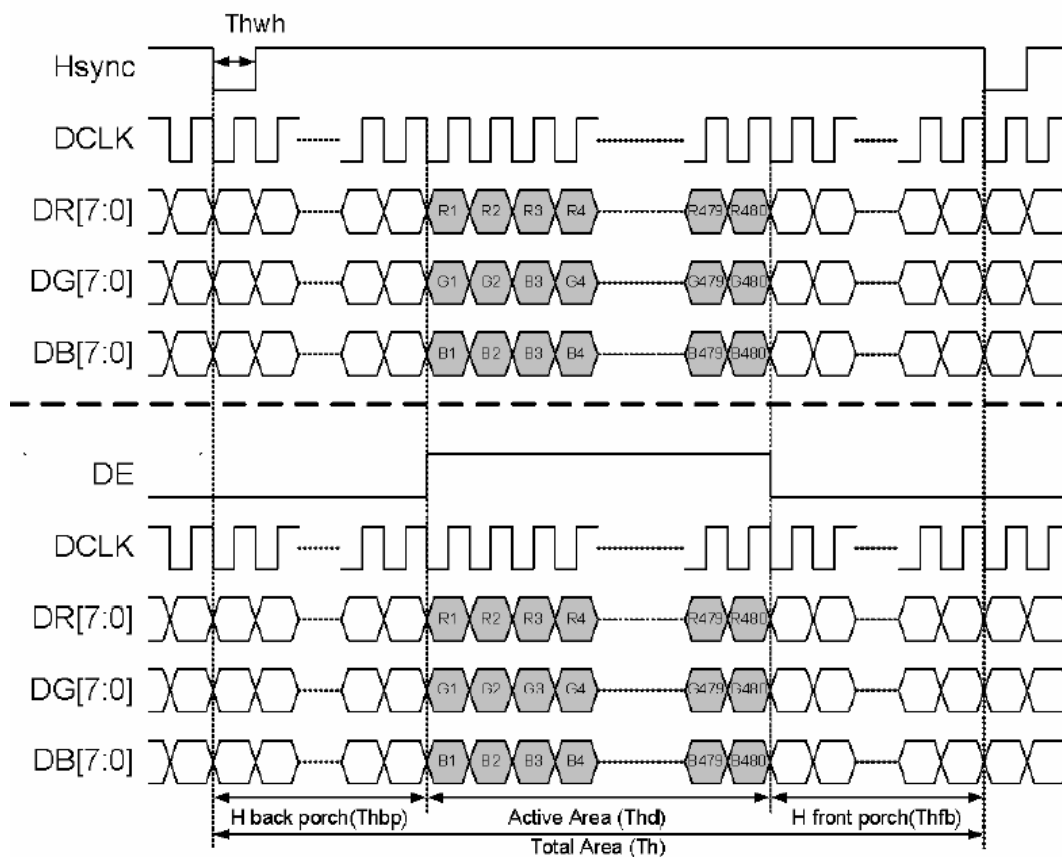 Thwh
Hsync
DCLK
DR[7:0] R1 R2 R3 R4 R479 R480
DG[7:0] G1 G2 B3 G4 G479 G480
DB[7:0] B1 B2 B3 B4 B479 B480
DE
DCLK
DR[7:0] R1 R2 R3 R4 R479 R480
DG[7:0] G1 G2 G3 G4 G479 G480
DB[7:0] B1 B2 B3 B4 B479 B480
H back porch(Thbp) Active Area (Thd) H front porch(Thfb)
Total Area (Th)